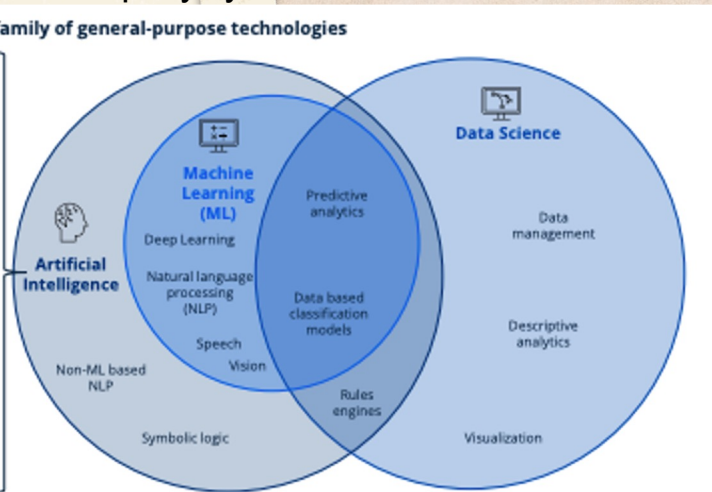 family of general-purpose technologies
Data Science
Machine
Learning
(ML)
Predictive
analytics
Data
management
Deep Learning
Artificial
Intelligence
Natural language
processing
(NLP)
Data based
classification
models
Descriptive
analytics
Speech
Vision
Non-ML based
NLP
Rules
engines
Symbolic logic
Visualization